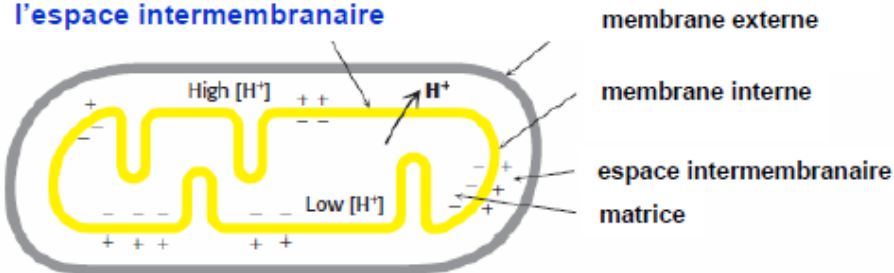 l'espace intermembranaire
membrane externe
High [H⁺]
H⁺
membrane interne
espace intermembranaire
Low [H⁺]
matrice